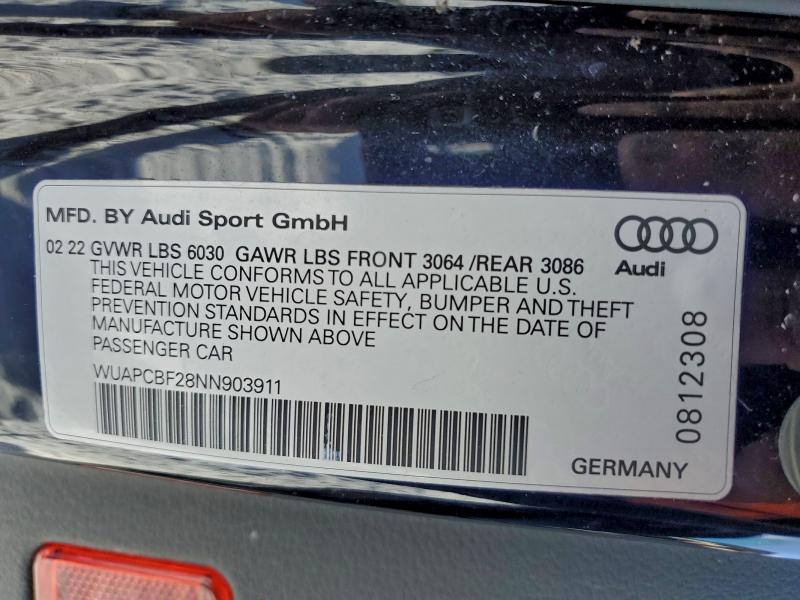 MFD. BY Audi Sport GmbH
02 22 GVWR LBS 6030 GAWR LBS FRONT 3064 /REAR 3086
THIS VEHICLE CONFORMS TO ALL APPLICABLE U.S.
FEDERAL MOTOR VEHICLE SAFETY, BUMPER AND THEFT
PREVENTION STANDARDS IN EFFECT ON THE DATE OF
MANUFACTURE SHOWN ABOVE
PASSENGER CAR
WUAPCBF28NN903911
Audi
0812308
GERMANY